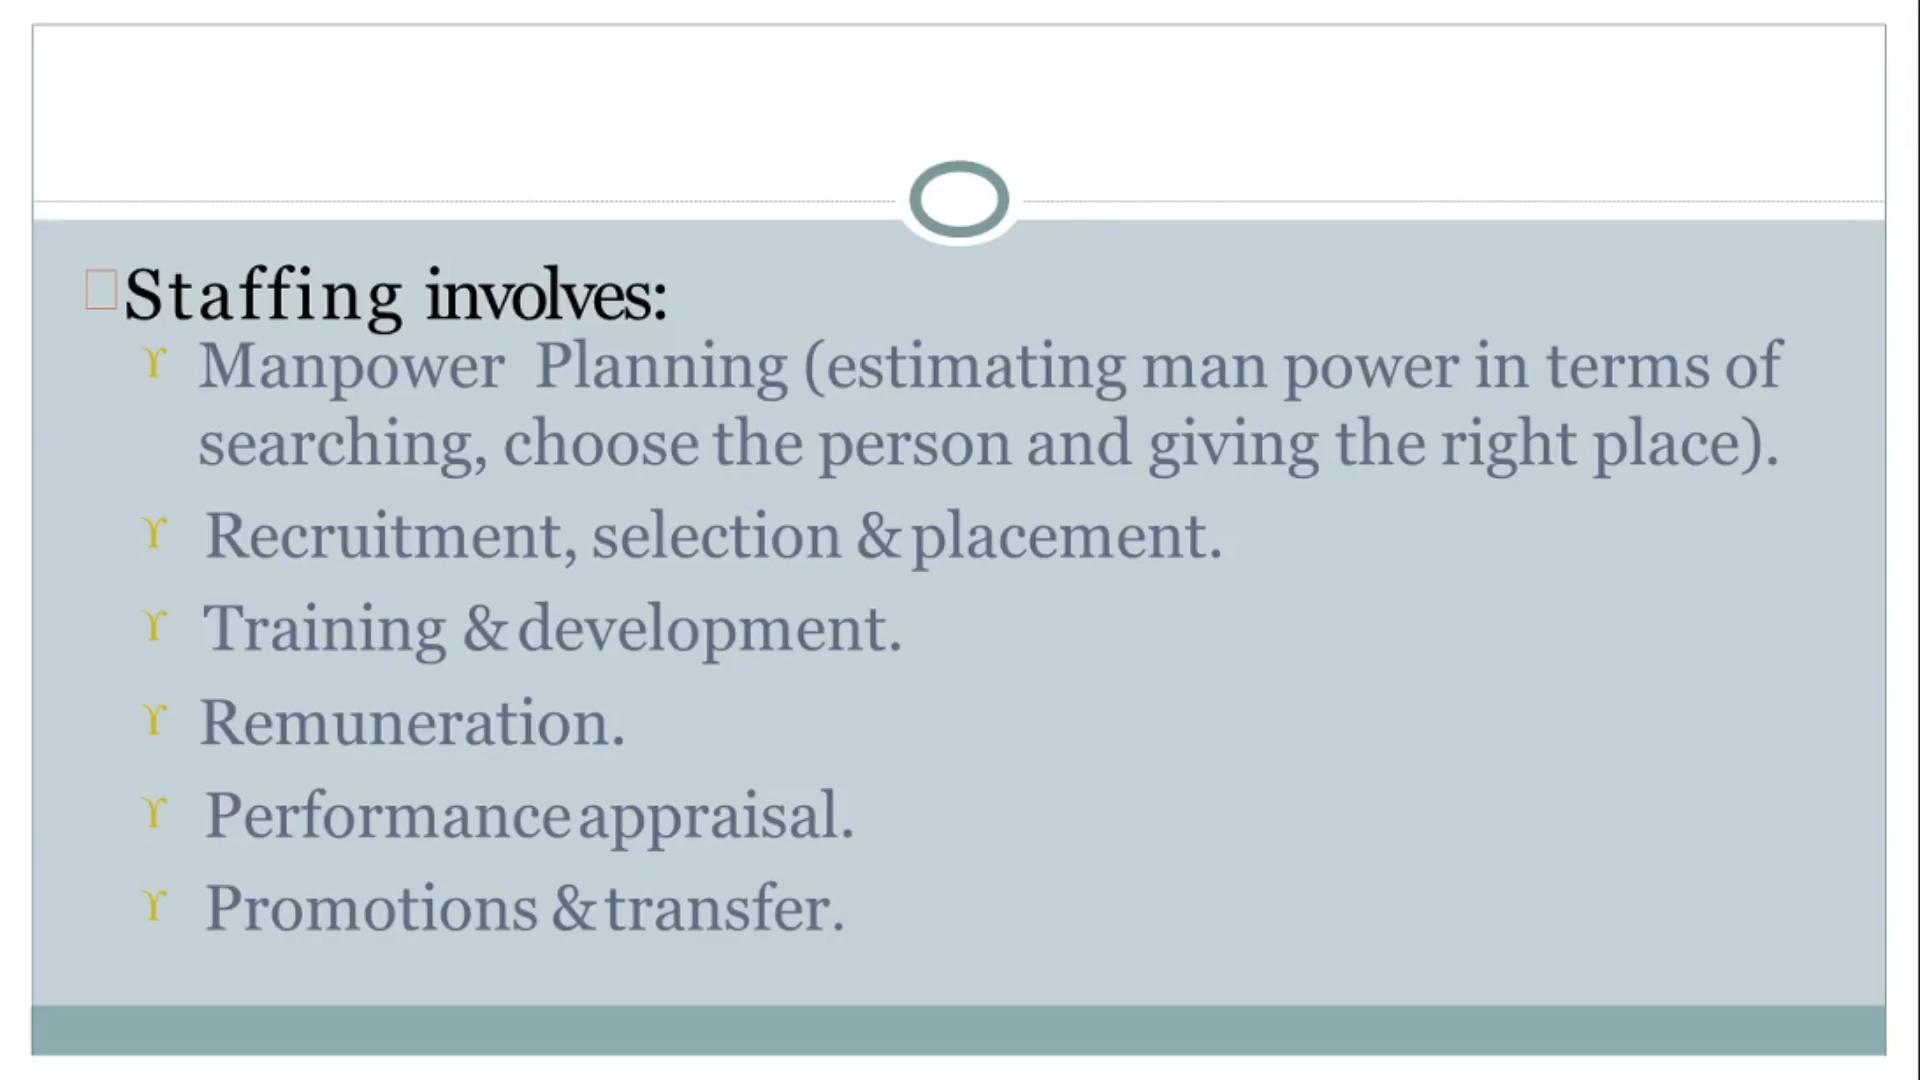 Staffing involves:
ϒ Manpower Planning (estimating man power in terms of
searching, choose the person and giving the right place).
ϒ Recruitment, selection & placement.
ϒ Training & development.
ϒ Remuneration.
ϒ Performance appraisal.
ϒ Promotions & transfer.